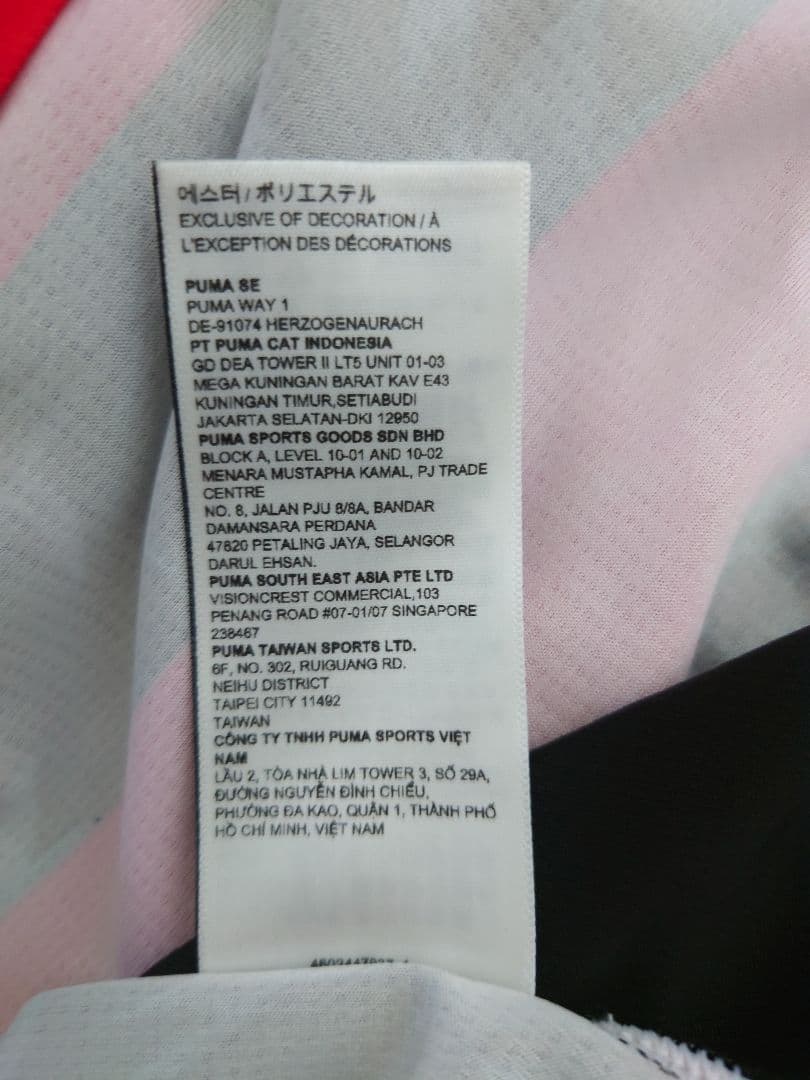 에스터 / ポリエステル
EXCLUSIVE OF DECORATION / À
L'EXCEPTION DES DÉCORATIONS
PUMA SE
PUMA WAY 1
DE-91074 HERZOGENAURACH
PT PUMA CAT INDONESIA
GD DEA TOWER II LT5 UNIT 01-03
MEGA KUNINGAN BARAT KAV E43
KUNINGAN TIMUR,SETIABUDI
JAKARTA SELATAN-DKI 12950
PUMA SPORTS GOODS SDN BHD
BLOCK A, LEVEL 10-01 AND 10-02
MENARA MUSTAPHA KAMAL, PJ TRADE
CENTRE
NO. 8, JALAN PJU 8/8A, BANDAR
DAMANSARA PERDANA
47820 PETALING JAYA, SELANGOR
DARUL EHSAN.
PUMA SOUTH EAST ASIA PTE LTD
VISIONCREST COMMERCIAL,103
PENANG ROAD #07-01/07 SINGAPORE
238467
PUMA TAIWAN SPORTS LTD.
6F, NO. 302, RUIGUANG RD.
NEIHU DISTRICT
TAIPEI CITY 11492
TAIWAN
CÔNG TY TNHH PUMA SPORTS VIỆT
NAM
LẦU 2, TÒA NHÀ LIM TOWER 3, SỐ 29A,
ĐƯỜNG NGUYỄN ĐÌNH CHIỂU,
PHƯỜNG ĐA KAO, QUẬN 1, THÀNH PHỐ
HỒ CHÍ MINH, VIỆT NAM